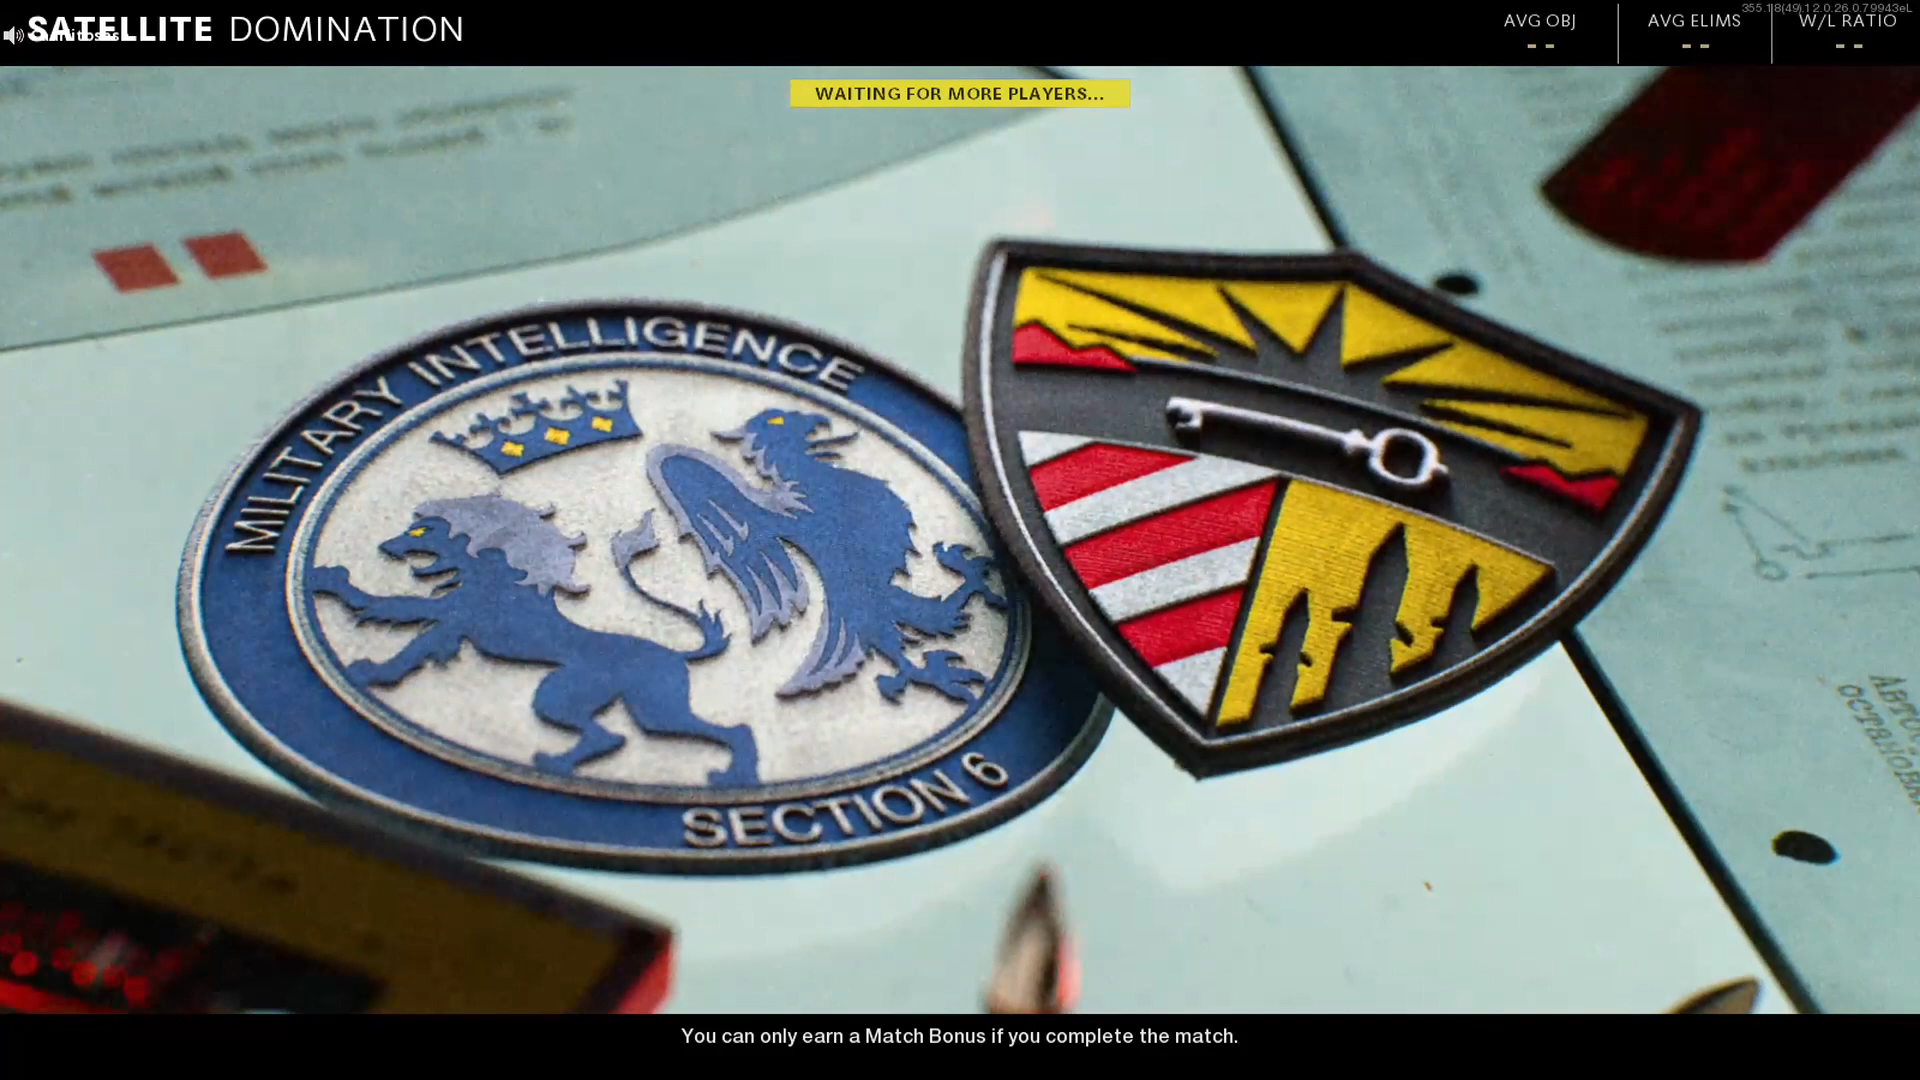 SATELLITE DOMINATION
AVG OBJ
--
AVG ELIMS
--
W/L RATIO
--
WAITING FOR MORE PLAYERS...
MILITARY INTELLIGENCE
SECTION 6
You can only earn a Match Bonus if you complete the match.